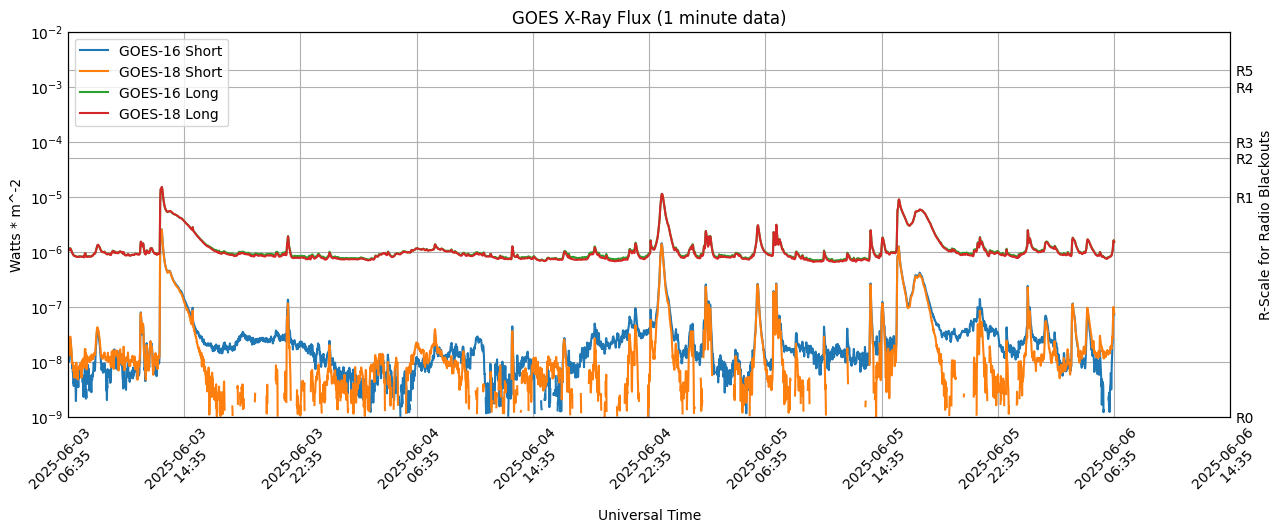 GOES X-Ray Flux (1 minute data)
GOES-16 Short
GOES-18 Short
GOES-16 Long
GOES-18 Long
Watts * m^-2
10⁻²
10⁻³
10⁻⁴
10⁻⁵
10⁻⁶
10⁻⁷
10⁻⁸
10⁻⁹
R5
R4
R3
R2
R1
R0
R-Scale for Radio Blackouts
2025-06-03
06:35
2025-06-03
14:35
2025-06-03
22:35
2025-06-04
06:35
2025-06-04
14:35
2025-06-04
22:35
2025-06-05
06:35
2025-06-05
14:35
2025-06-05
22:35
2025-06-06
06:35
2025-06-06
14:35
Universal Time